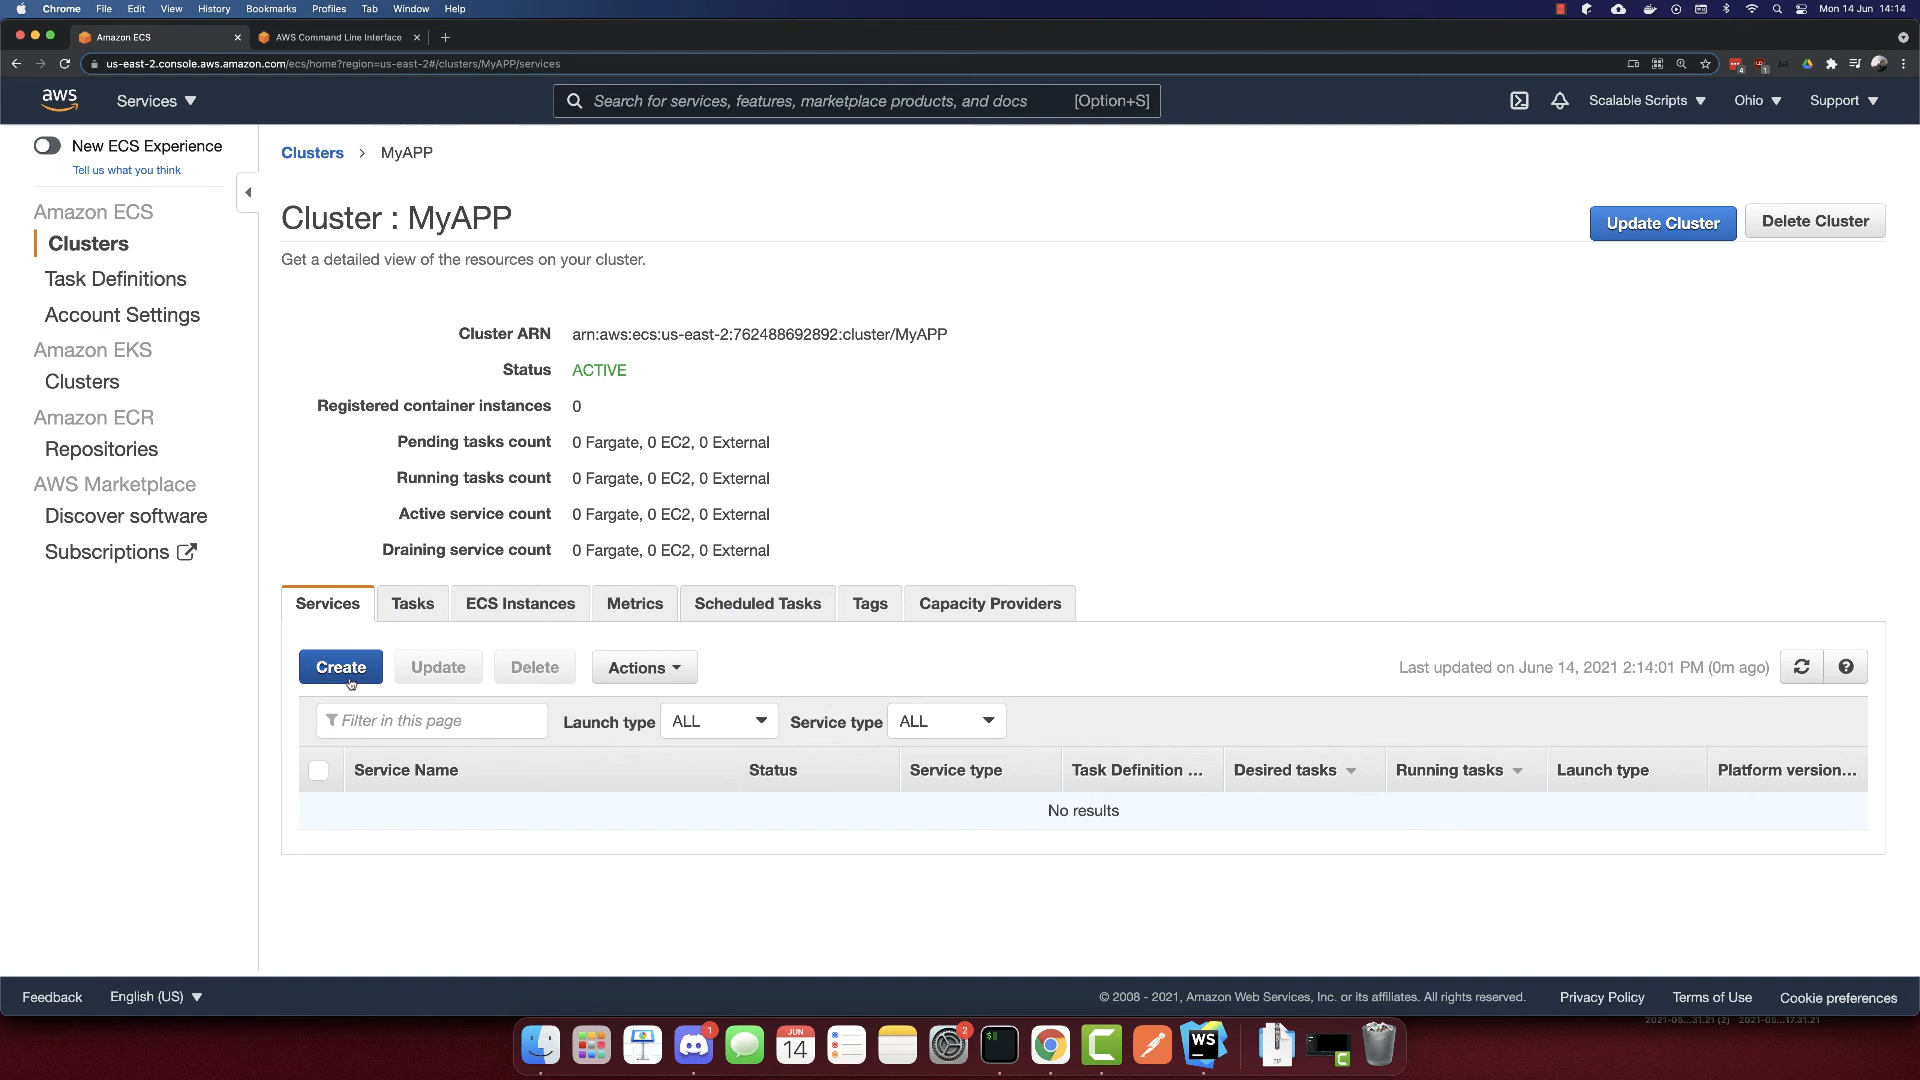 Chrome File Edit View History Bookmarks Profiles Tab Window Help Mon 14 Jun 14:14
Amazon ECS AWS Command Line Interface
us-east-2.console.aws.amazon.com/ecs/home?region=us-east-2#/clusters/MyAPP/services
aws Services Search for services, features, marketplace products, and docs [Option+S] Scalable Scripts Ohio Support
New ECS Experience
Tell us what you think
Amazon ECS
Clusters
Task Definitions
Account Settings
Amazon EKS
Clusters
Amazon ECR
Repositories
AWS Marketplace
Discover software
Subscriptions
Clusters > MyAPP
Cluster : MyAPP
Update Cluster Delete Cluster
Get a detailed view of the resources on your cluster.
Cluster ARN arn:aws:ecs:us-east-2:762488692892:cluster/MyAPP
Status ACTIVE
Registered container instances 0
Pending tasks count 0 Fargate, 0 EC2, 0 External
Running tasks count 0 Fargate, 0 EC2, 0 External
Active service count 0 Fargate, 0 EC2, 0 External
Draining service count 0 Fargate, 0 EC2, 0 External
Services Tasks ECS Instances Metrics Scheduled Tasks Tags Capacity Providers
Create Update Delete Actions Last updated on June 14, 2021 2:14:01 PM (0m ago)
Filter in this page Launch type ALL Service type ALL
Service Name Status Service type Task Definition ... Desired tasks Running tasks Launch type Platform version...
No results
Feedback English (US) © 2008 - 2021, Amazon Web Services, Inc. or its affiliates. All rights reserved. Privacy Policy Terms of Use Cookie preferences
1 JUN 14 2 WS ZIP